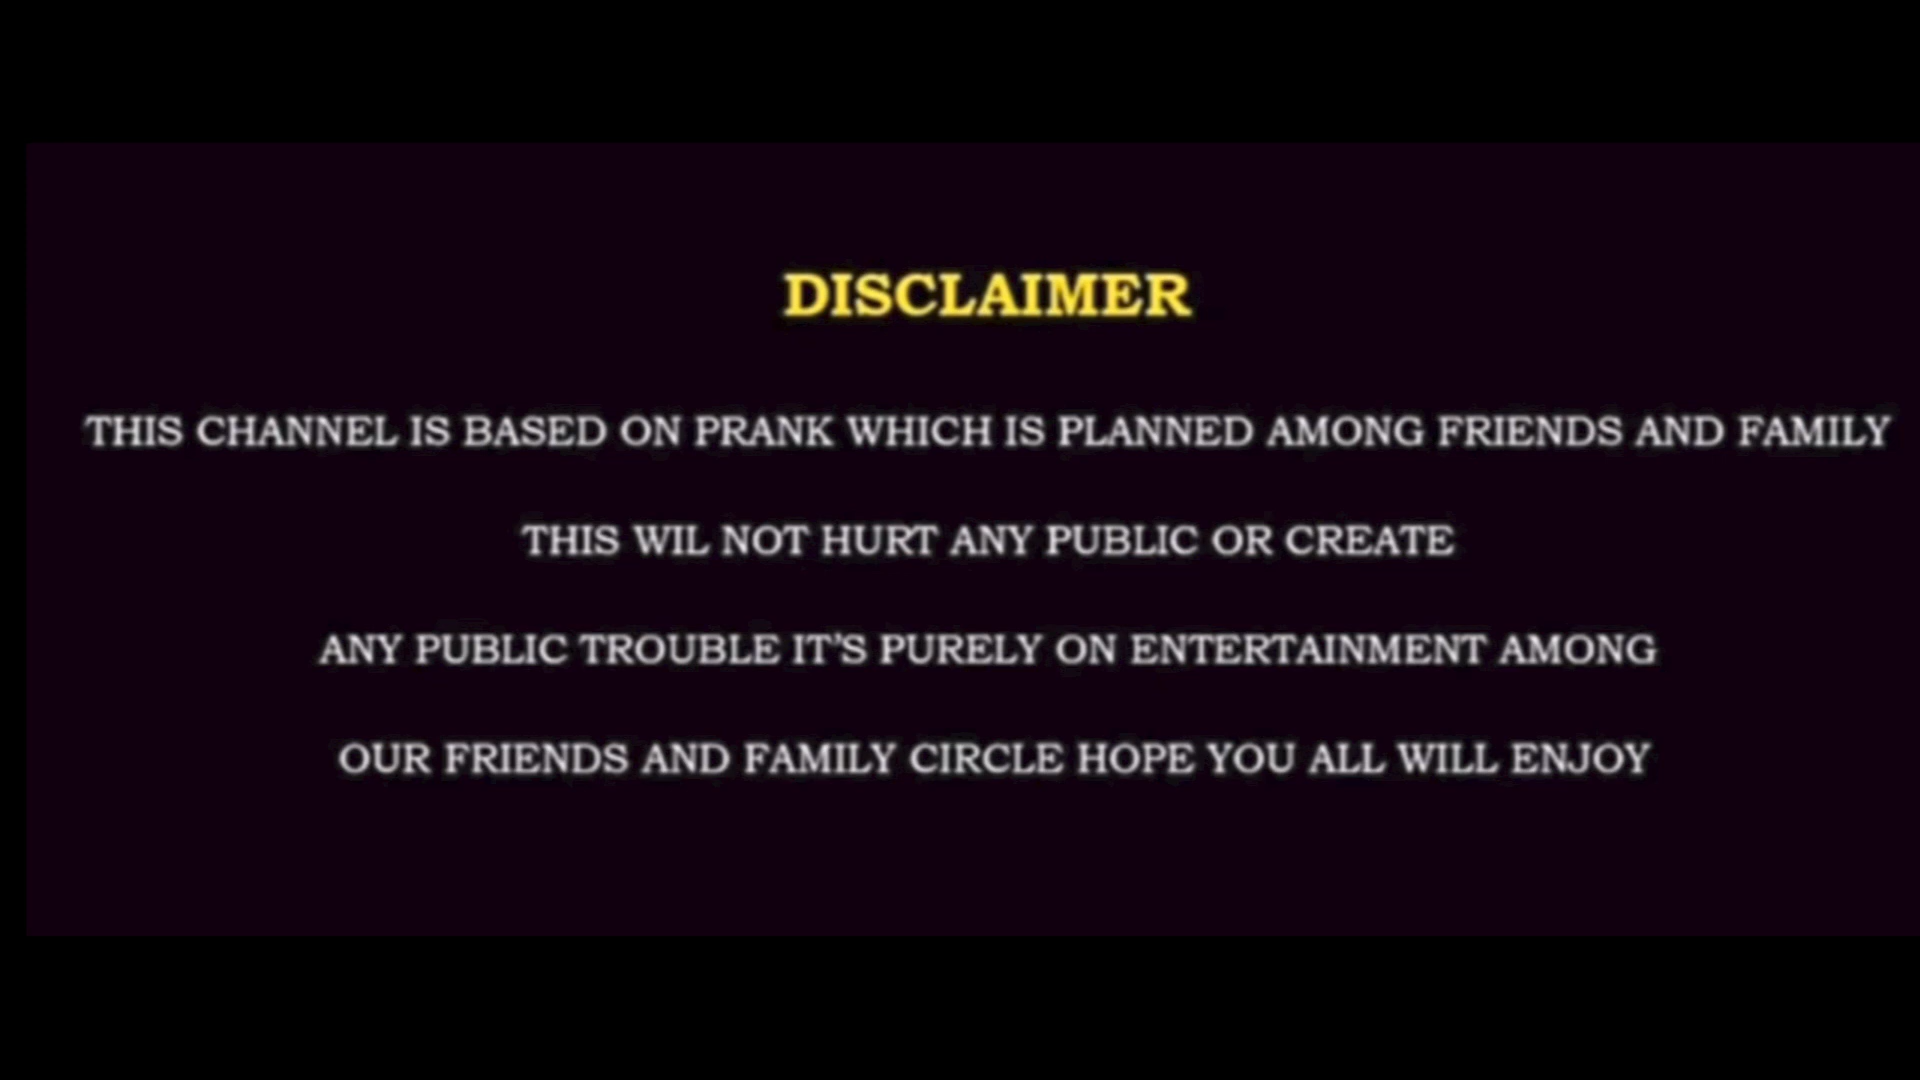 DISCLAIMER
THIS CHANNEL IS BASED ON PRANK WHICH IS PLANNED AMONG FRIENDS AND FAMILY
THIS WIL NOT HURT ANY PUBLIC OR CREATE
ANY PUBLIC TROUBLE IT'S PURELY ON ENTERTAINMENT AMONG
OUR FRIENDS AND FAMILY CIRCLE HOPE YOU ALL WILL ENJOY